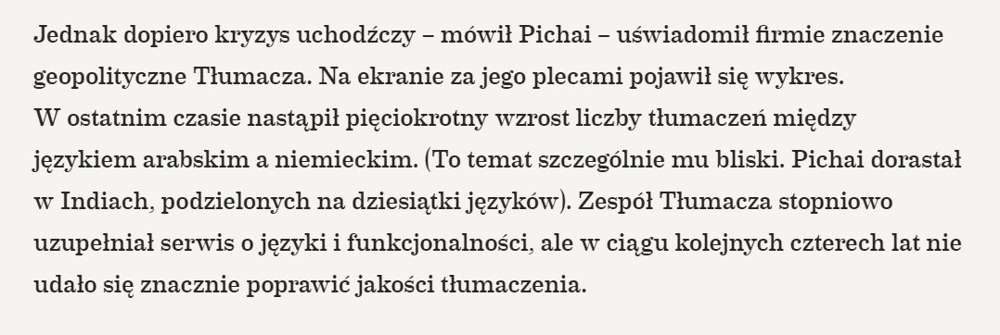 Jednak dopiero kryzys uchodźczy – mówił Pichai – uświadomił firmie znaczenie
geopolityczne Tłumacza. Na ekranie za jego plecami pojawił się wykres.
W ostatnim czasie nastąpił pięciokrotny wzrost liczby tłumaczeń między
językiem arabskim a niemieckim. (To temat szczególnie mu bliski. Pichai dorastał
w Indiach, podzielonych na dziesiątki języków). Zespół Tłumacza stopniowo
uzupełniał serwis o języki i funkcjonalności, ale w ciągu kolejnych czterech lat nie
udało się znacznie poprawić jakości tłumaczenia.